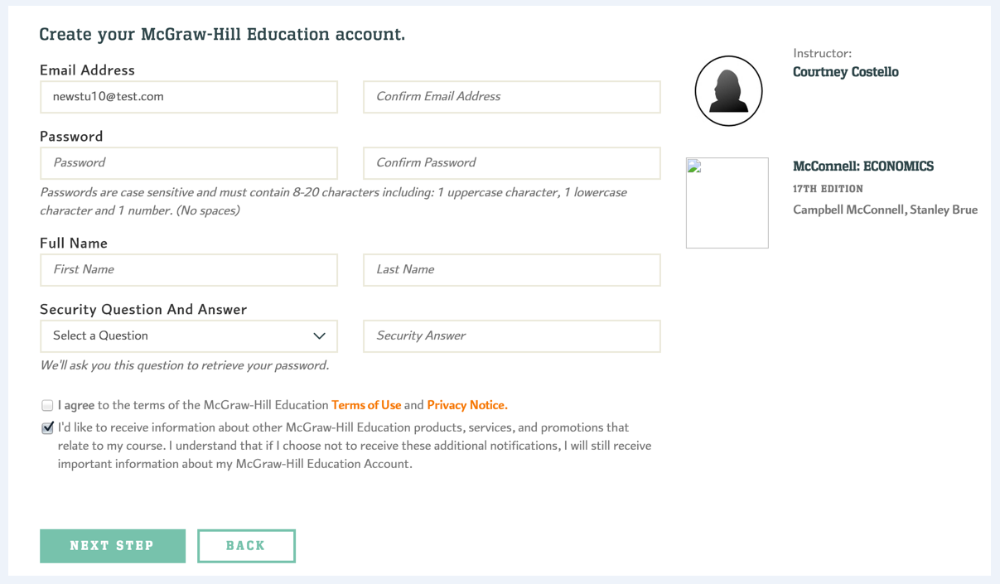 Create your McGraw-Hill Education account.
Email Address
newstu10@test.com
Confirm Email Address
Password
Password
Confirm Password
Passwords are case sensitive and must contain 8-20 characters including: 1 uppercase character, 1 lowercase
character and 1 number. (No spaces)
Full Name
First Name
Last Name
Security Question And Answer
Select a Question
Security Answer
We'll ask you this question to retrieve your password.
I agree to the terms of the McGraw-Hill Education Terms of Use and Privacy Notice.
I'd like to receive information about other McGraw-Hill Education products, services, and promotions that
relate to my course. I understand that if I choose not to receive these additional notifications, I will still receive
important information about my McGraw-Hill Education Account.
NEXT STEP
BACK
Instructor:
Courtney Costello
McConnell: ECONOMICS
17TH EDITION
Campbell McConnell, Stanley Brue